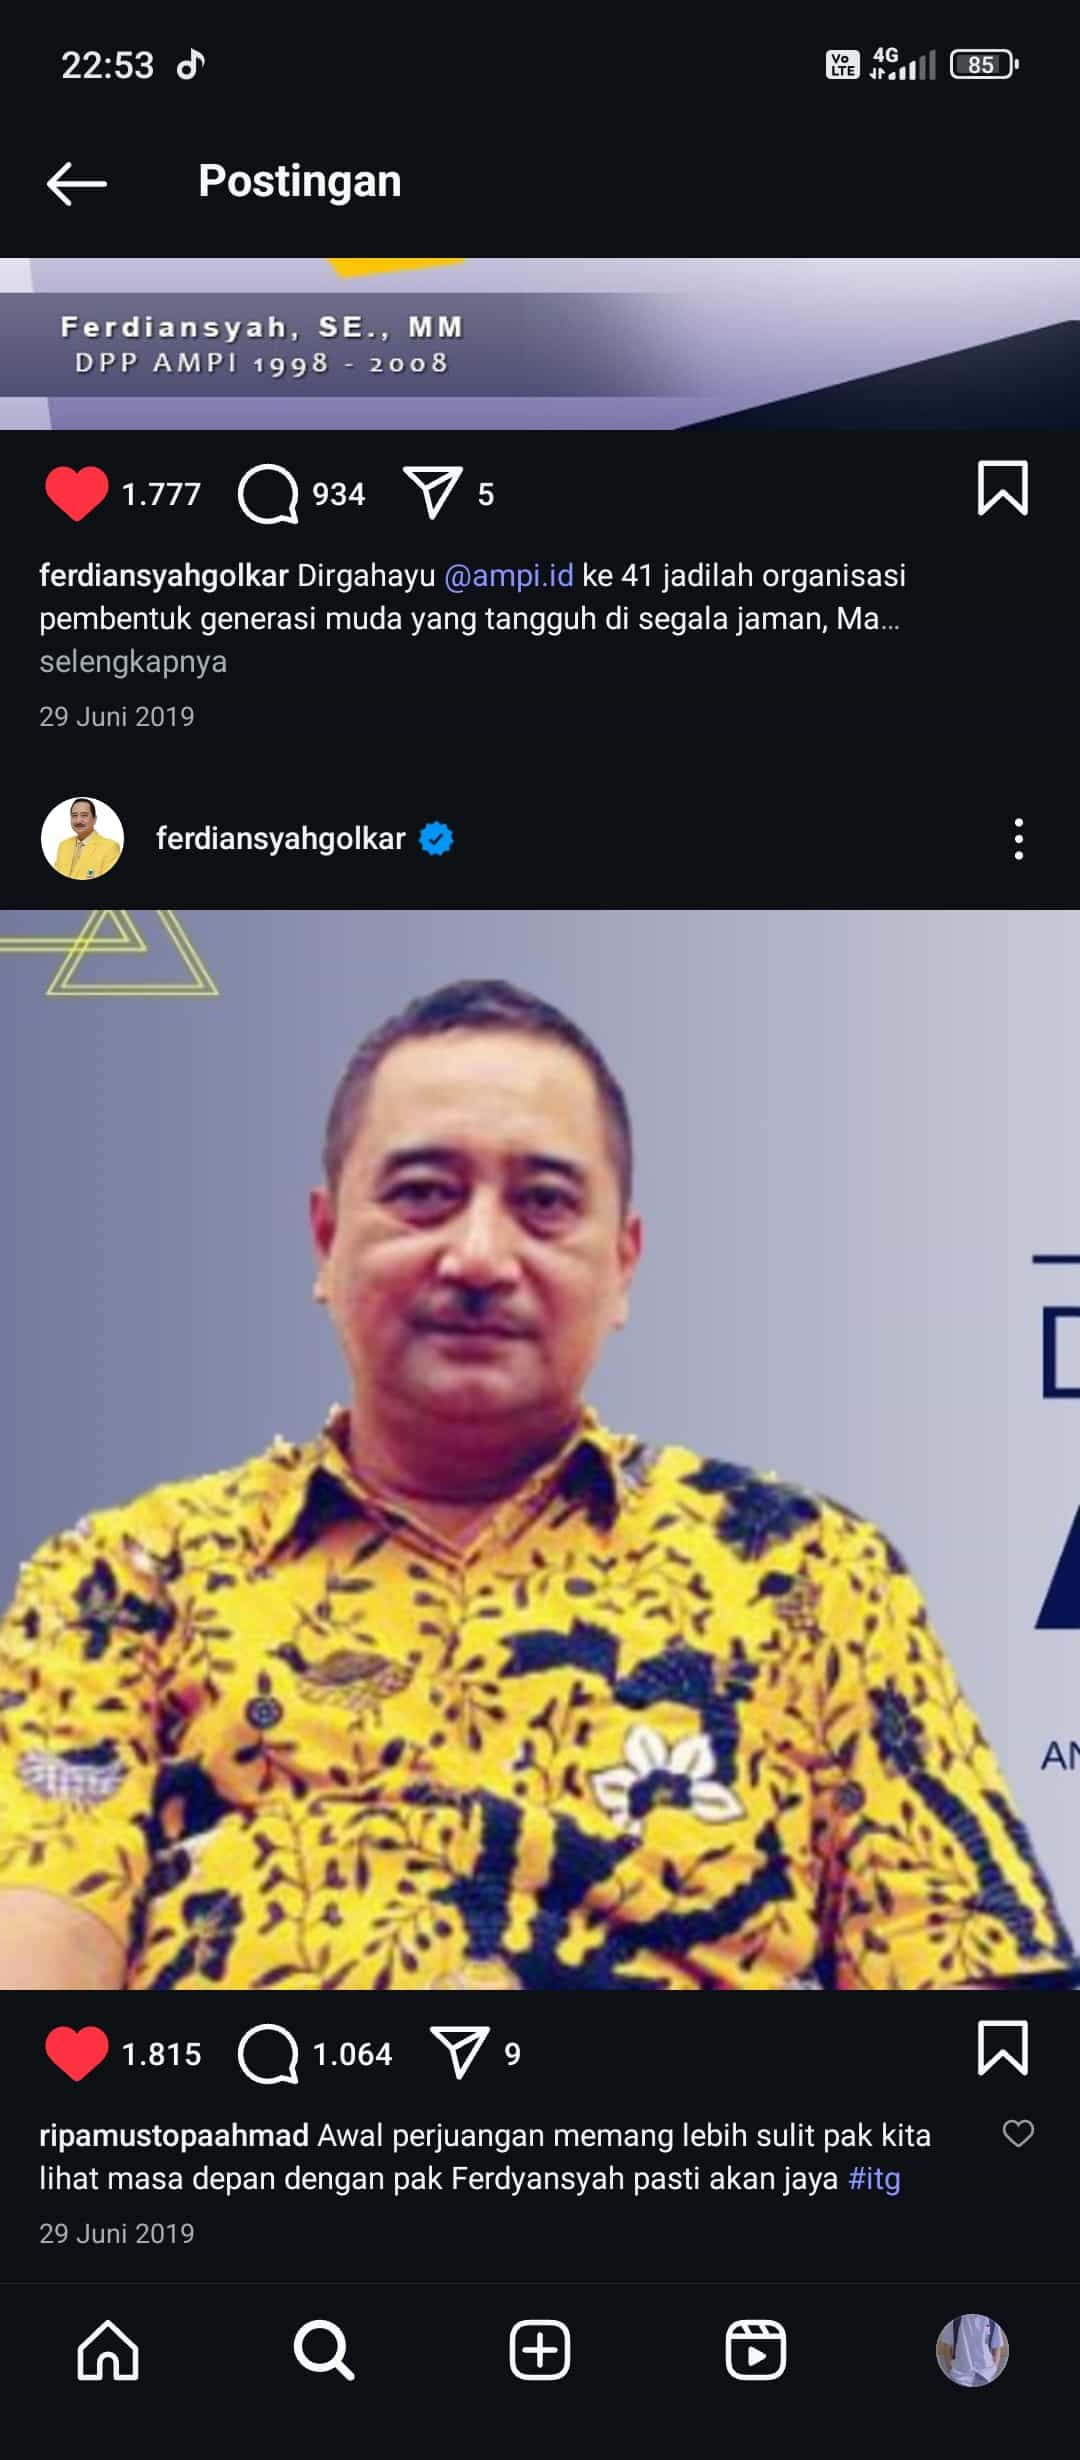 22:53
Vo LTE 4G 85
Postingan
Ferdiansyah, SE., MM
DPP AMPI 1998 - 2008
1.777 934 5
ferdiansyahgolkar Dirgahayu @ampi.id ke 41 jadilah organisasi
pembentuk generasi muda yang tangguh di segala jaman, Ma...
selengkapnya
29 Juni 2019
ferdiansyahgolkar
D
A
AN
1.815 1.064 9
ripamustopaahmad Awal perjuangan memang lebih sulit pak kita
lihat masa depan dengan pak Ferdyansyah pasti akan jaya #itg
29 Juni 2019